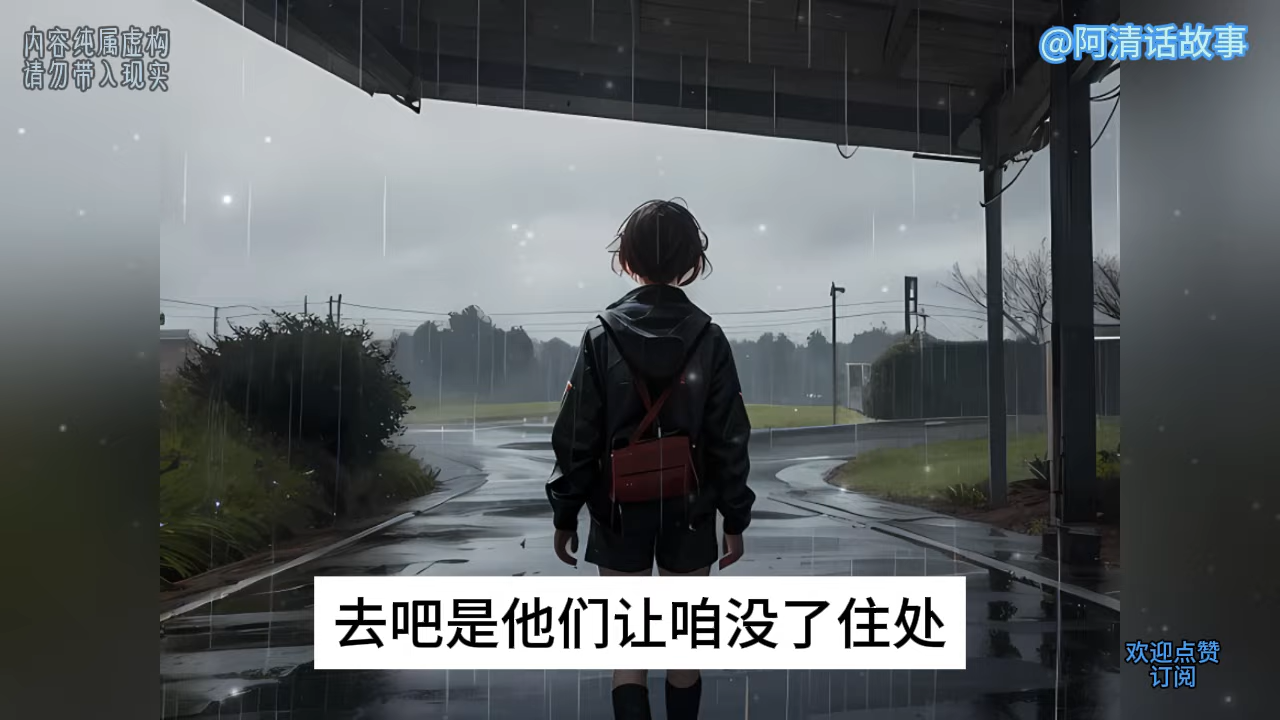 内容纯属虚构
请勿带入现实
@阿清话故事
去吧是他们让咱没了住处
欢迎点赞
订阅